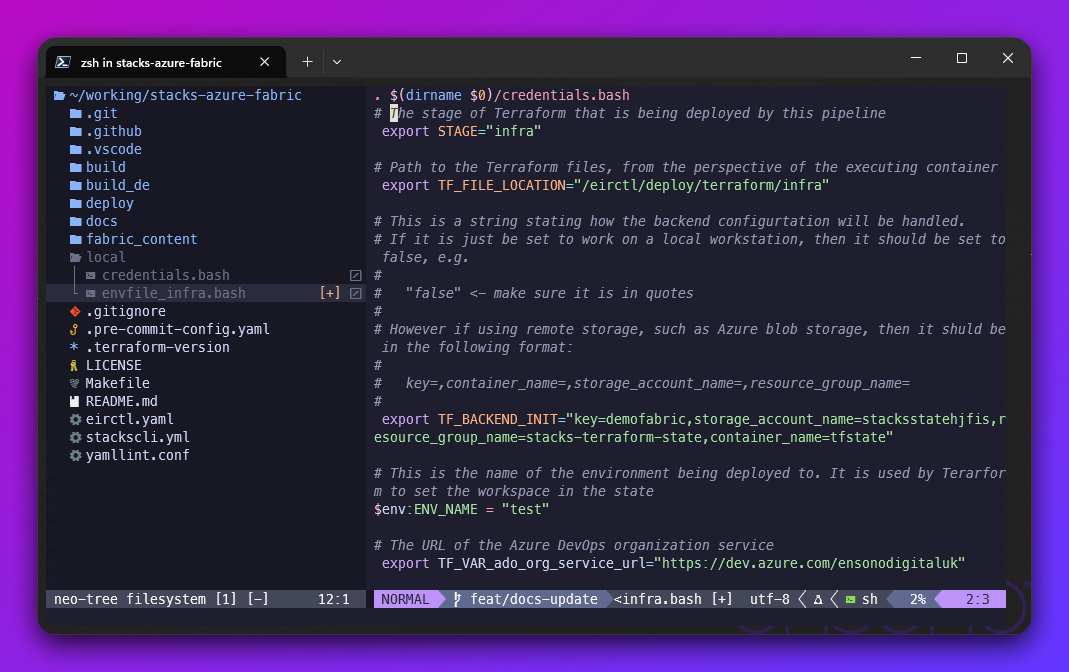 zsh in stacks-azure-fabric
~/working/stacks-azure-fabric
.git
.github
.vscode
build
build_de
deploy
docs
fabric_content
local
credentials.bash
envfile_infra.bash [+]
.gitignore
.pre-commit-config.yaml
.terraform-version
LICENSE
Makefile
README.md
eirctl.yaml
stackscli.yml
yamllint.conf
neo-tree filesystem [1] [-] 12:1
. $(dirname $0)/credentials.bash
# The stage of Terraform that is being deployed by this pipeline
export STAGE="infra"
# Path to the Terraform files, from the perspective of the executing container
export TF_FILE_LOCATION="/eirctl/deploy/terraform/infra"
# This is a string stating how the backend configurtation will be handled.
# If it is just be set to work on a local workstation, then it should be set to
false, e.g.
#
#   "false" <- make sure it is in quotes
#
# However if using remote storage, such as Azure blob storage, then it shuld be
in the following format:
#
#   key=,container_name=,storage_account_name=,resource_group_name=
#
export TF_BACKEND_INIT="key=demofabric,storage_account_name=stacksstatehjfis,r
esource_group_name=stacks-terraform-state,container_name=tfstate"
# This is the name of the environment being deployed to. It is used by Terarfor
m to set the workspace in the state
$env:ENV_NAME = "test"
# The URL of the Azure DevOps organization service
export TF_VAR_ado_org_service_url="https://dev.azure.com/ensonodigitaluk"
NORMAL feat/docs-update <infra.bash [+] utf-8 sh 2% 2:3